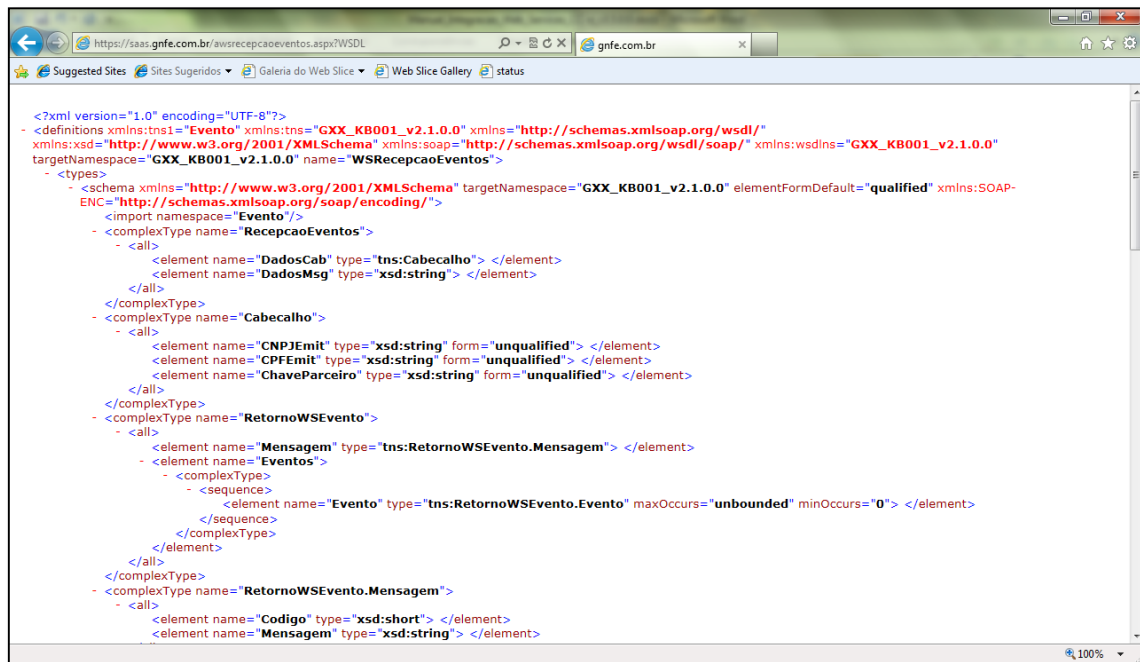 https://saas.gnfe.com.br/awsrecepcaoeventos.aspx?WSDL
gnfe.com.br
Suggested Sites Sites Sugeridos Galeria do Web Slice Web Slice Gallery status
<?xml version="1.0" encoding="UTF-8"?>
- <definitions xmlns:tns1="Evento" xmlns:tns="GXX_KB001_v2.1.0.0" xmlns="http://schemas.xmlsoap.org/wsdl/"
xmlns:xsd="http://www.w3.org/2001/XMLSchema" xmlns:soap="http://schemas.xmlsoap.org/wsdl/soap/" xmlns:wsdlns="GXX_KB001_v2.1.0.0"
targetNamespace="GXX_KB001_v2.1.0.0" name="WSRecepcaoEventos">
- <types>
- <schema xmlns="http://www.w3.org/2001/XMLSchema" targetNamespace="GXX_KB001_v2.1.0.0" elementFormDefault="qualified" xmlns:SOAP-
ENC="http://schemas.xmlsoap.org/soap/encoding/">
<import namespace="Evento"/>
- <complexType name="RecepcaoEventos">
- <all>
<element name="DadosCab" type="tns:Cabecalho"> </element>
<element name="DadosMsg" type="xsd:string"> </element>
</all>
</complexType>
- <complexType name="Cabecalho">
- <all>
<element name="CNPJEmit" type="xsd:string" form="unqualified"> </element>
<element name="CPFEmit" type="xsd:string" form="unqualified"> </element>
<element name="ChaveParceiro" type="xsd:string" form="unqualified"> </element>
</all>
</complexType>
- <complexType name="RetornoWSEvento">
- <all>
<element name="Mensagem" type="tns:RetornoWSEvento.Mensagem"> </element>
- <element name="Eventos">
- <complexType>
- <sequence>
<element name="Evento" type="tns:RetornoWSEvento.Evento" maxOccurs="unbounded" minOccurs="0"> </element>
</sequence>
</complexType>
</element>
</all>
</complexType>
- <complexType name="RetornoWSEvento.Mensagem">
- <all>
<element name="Codigo" type="xsd:short"> </element>
<element name="Mensagem" type="xsd:string"> </element>
100%